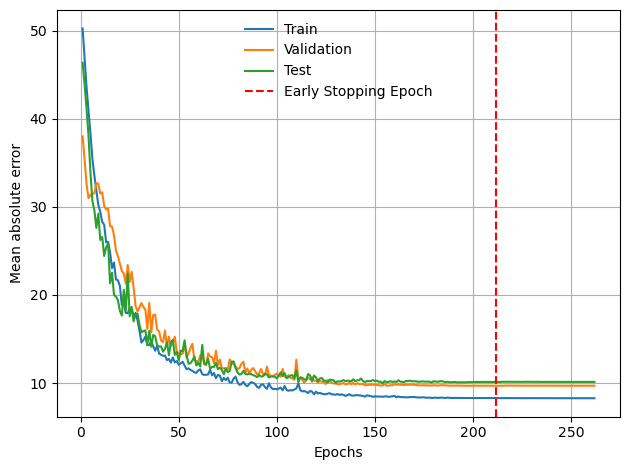 Train
Validation
Test
Early Stopping Epoch
50
40
30
20
10
Mean absolute error
0
50
100
150
200
250
Epochs